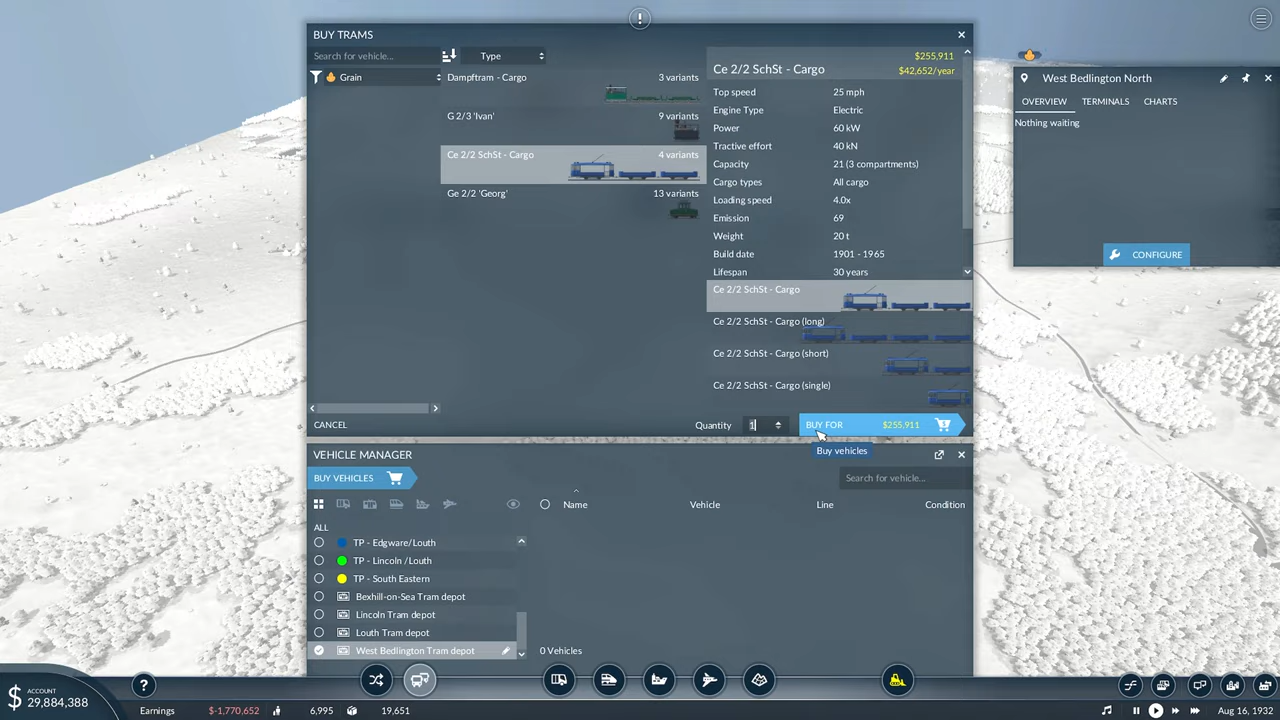 BUY TRAMS
Search for vehicle...
Type
Grain
Dampftram - Cargo 3 variants
G 2/3 'Ivan' 9 variants
Ce 2/2 SchSt - Cargo 4 variants
Ge 2/2 'Georg' 13 variants
$255,911
Ce 2/2 SchSt - Cargo $42,652/year
Top speed 25 mph
Engine Type Electric
Power 60 kW
Tractive effort 40 kN
Capacity 21 (3 compartments)
Cargo types All cargo
Loading speed 4.0x
Emission 69
Weight 20 t
Build date 1901 - 1965
Lifespan 30 years
Ce 2/2 SchSt - Cargo
Ce 2/2 SchSt - Cargo (long)
Ce 2/2 SchSt - Cargo (short)
Ce 2/2 SchSt - Cargo (single)
CANCEL
Quantity 1
BUY FOR $255,911
Buy vehicles
West Bedlington North
OVERVIEW TERMINALS CHARTS
Nothing waiting
CONFIGURE
VEHICLE MANAGER
BUY VEHICLES
Search for vehicle...
Name Vehicle Line Condition
ALL
TP - Edgware/Louth
TP - Lincoln /Louth
TP - South Eastern
Bexhill-on-Sea Tram depot
Lincoln Tram depot
Louth Tram depot
West Bedlington Tram depot
0 Vehicles
$ ACCOUNT
29,884,388
?
Earnings $-1,770,652 6,995 19,651
Aug 16, 1932